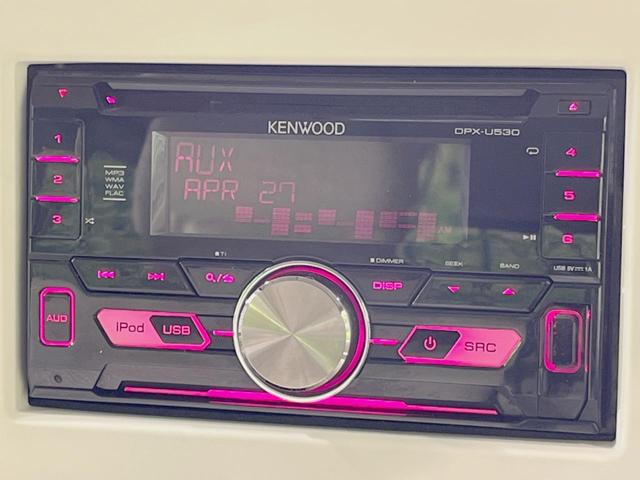 KENWOOD
DPX-U530
1
2
3
MP3
WMA
WAV
FLAC
AUX
APR 27
AM
4
5
6
TI
DIMMER
SEEK
BAND
USB 5V 1A
DISP
AUD
iPod
USB
SRC